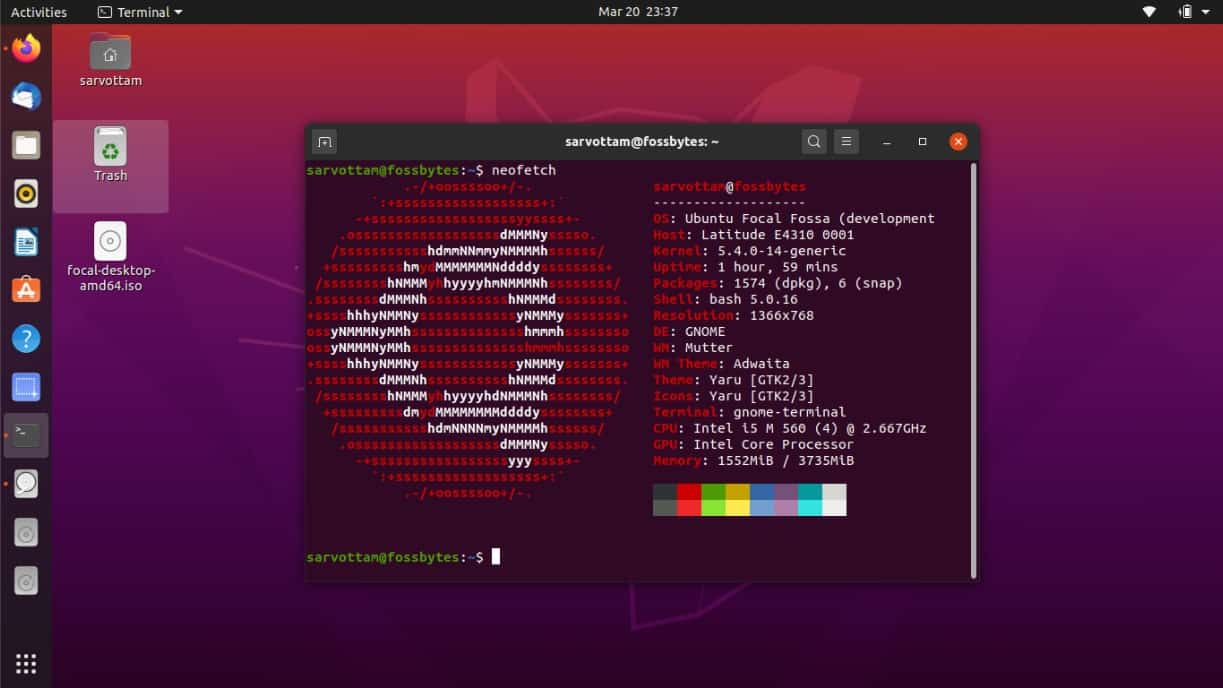 Activities
Terminal
Mar 20 23:37
sarvottam
Trash
focal-desktop-
amd64.iso
sarvottam@fossbytes: ~
sarvottam@fossbytes:~$ neofetch
.-/+oossssoo+/-. sarvottam@fossbytes
`:+ssssssssssssssssss+:` -------------------
-+ssssssssssssssssssyyssss+- OS: Ubuntu Focal Fossa (development
.ossssssssssssssssssdMMMNysssso. Host: Latitude E4310 0001
/ssssssssssshdmmNNmmyNMMMMhssssss/ Kernel: 5.4.0-14-generic
+ssssssssshmydMMMMMMMNddddyssssssss+ Uptime: 1 hour, 59 mins
/sssssssshNMMMyhhyyyyhmNMMMNhssssssss/ Packages: 1574 (dpkg), 6 (snap)
.ssssssssdMMMNhsssssssssshNMMMdssssssss. Shell: bash 5.0.16
+sssshhhyNMMNyssssssssssssyNMMMysssssss+ Resolution: 1366x768
ossyNMMMNyMMhsssssssssssssshmmmhssssssso DE: GNOME
ossyNMMMNyMMhsssssssssssssshmmmhssssssso WM: Mutter
+sssshhhyNMMNyssssssssssssyNMMMysssssss+ WM Theme: Adwaita
.ssssssssdMMMNhsssssssssshNMMMdssssssss. Theme: Yaru [GTK2/3]
/sssssssshNMMMyhhyyyyhdNMMMNhssssssss/ Icons: Yaru [GTK2/3]
+sssssssssdmydMMMMMMMMddddyssssssss+ Terminal: gnome-terminal
/ssssssssssshdmNNNNmyNMMMMhssssss/ CPU: Intel i5 M 560 (4) @ 2.667GHz
.ossssssssssssssssssdMMMNysssso. GPU: Intel Core Processor
-+sssssssssssssssssyyyssss+- Memory: 1552MiB / 3735MiB
`:+ssssssssssssssssss+:`
.-/+oossssoo+/-.
sarvottam@fossbytes:~$